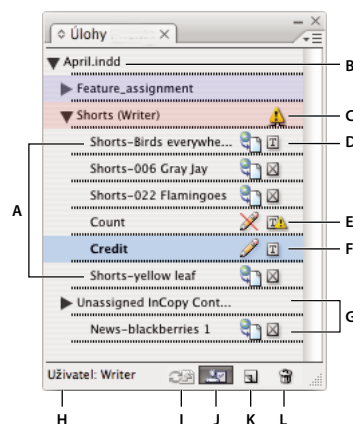 Úlohy
April.indd
B
Feature_assignment
Shorts (Writer)
C
Shorts-Birds everywhe...
D
Shorts-006 Gray Jay
A
Shorts-022 Flamingoes
Count
E
Credit
F
Shorts-yellow leaf
Unassigned InCopy Cont...
G
News-blackberries 1
Uživatel: Writer
H I J K L